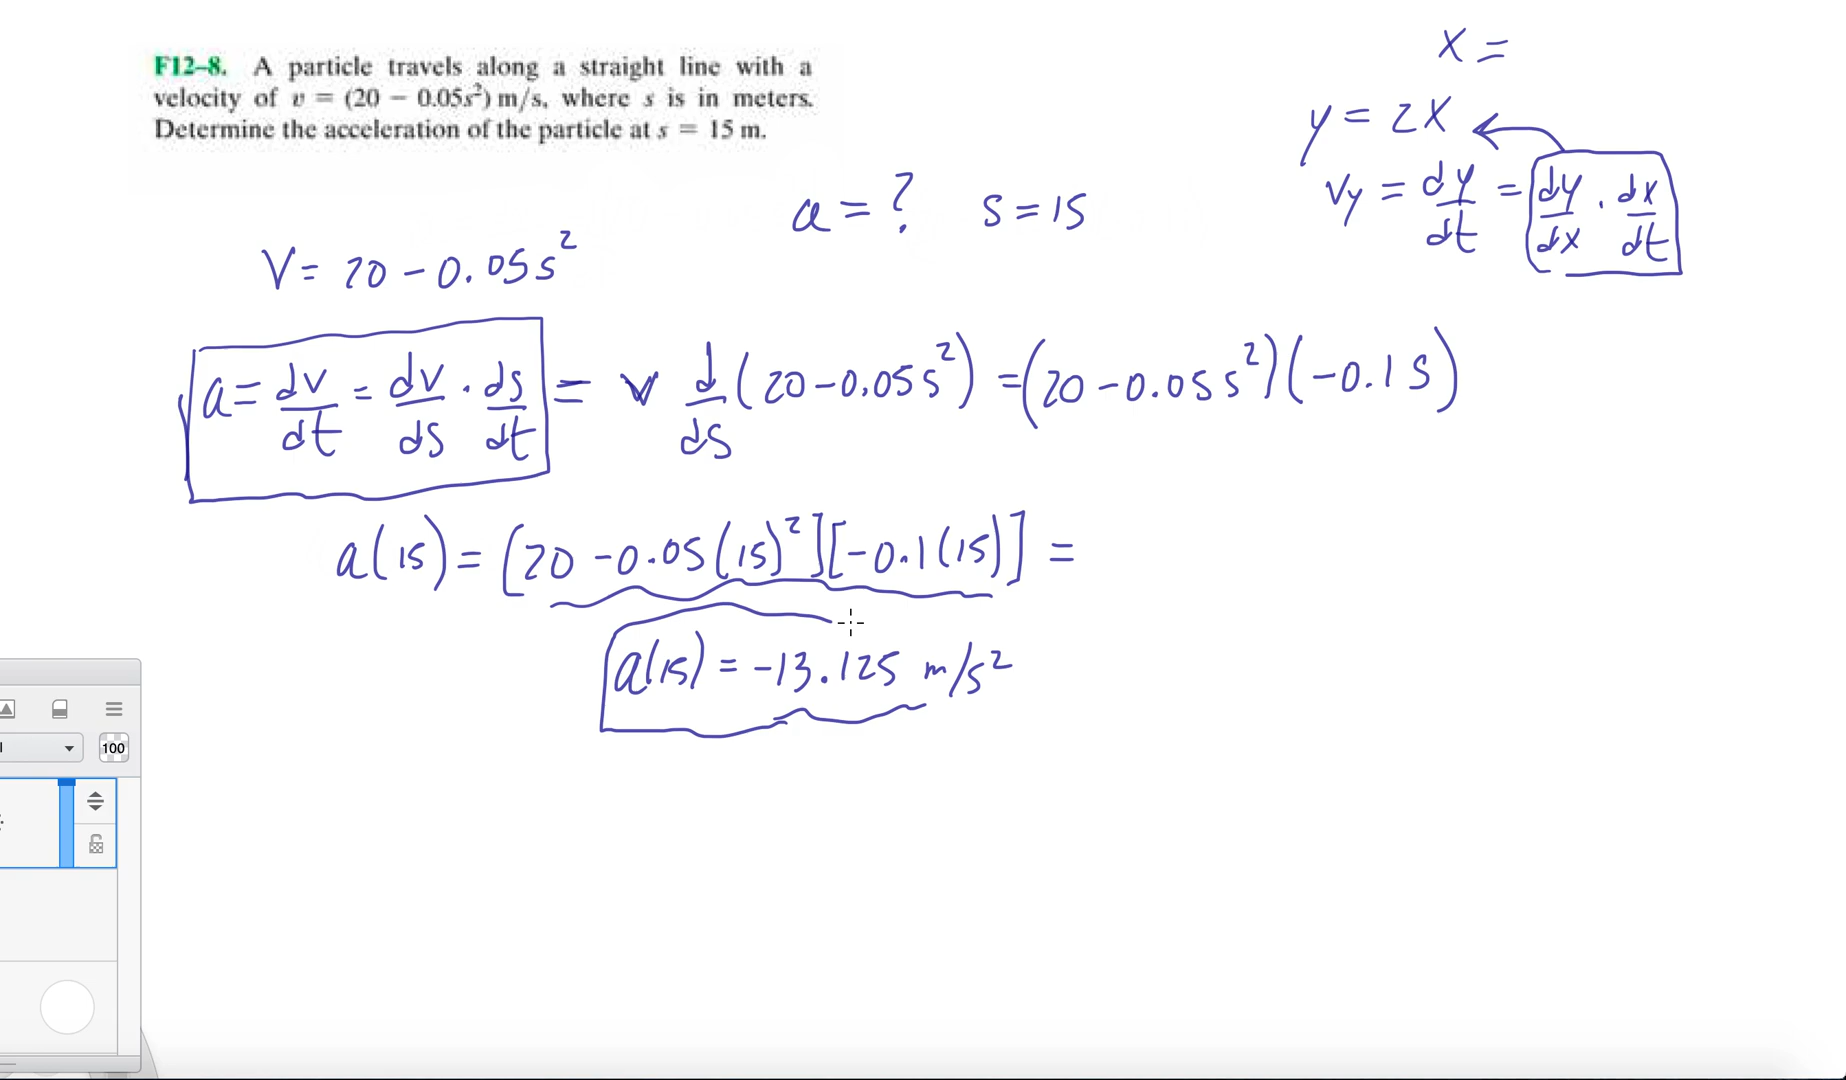 F12–8. A particle travels along a straight line with a
velocity of v = (20 − 0.05s²) m/s, where s is in meters.
Determine the acceleration of the particle at s = 15 m.
x =
y = 2x
Vy = dy/dt = dy/dx · dx/dt
a = ? s = 15
V = 20 - 0.05s²
a = dv/dt = dv/ds · ds/dt = v d/ds (20 - 0.05s²) = (20 - 0.05s²)(-0.1s)
a(15) = [20 - 0.05(15)²][-0.1(15)] =
a(15) = -13.125 m/s²
100